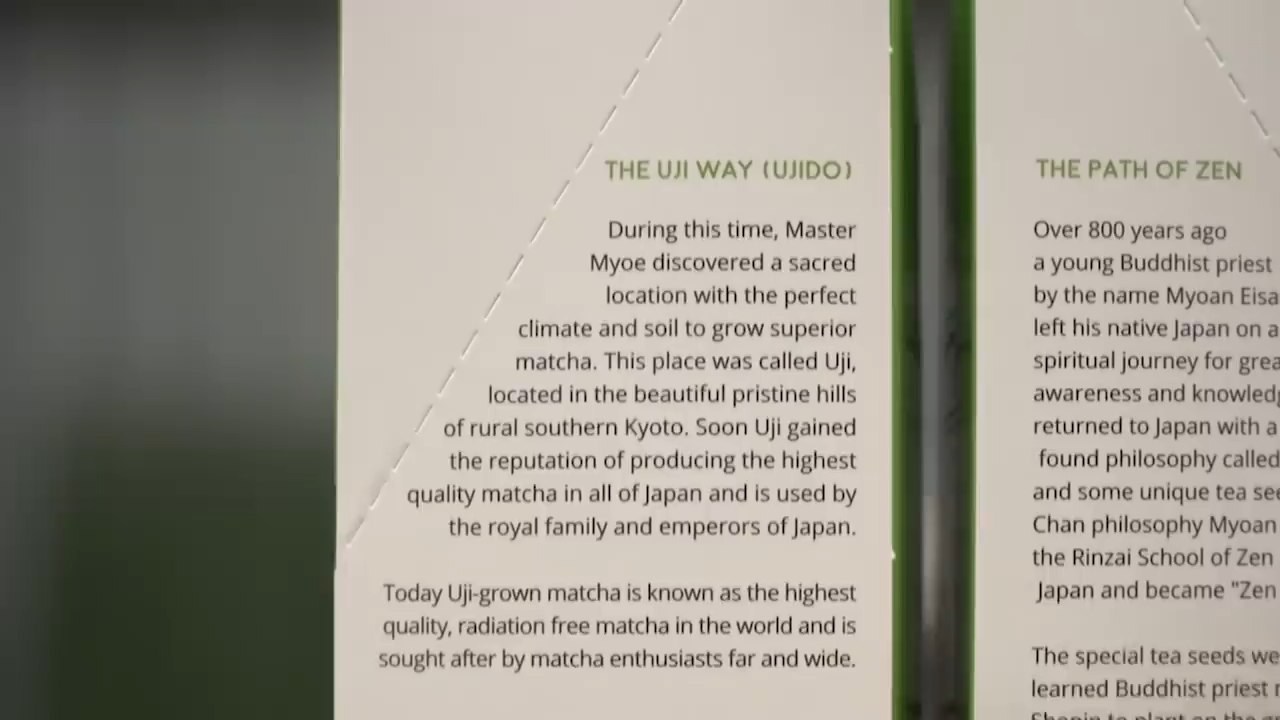 THE UJI WAY (UJIDO)
During this time, Master
Myoe discovered a sacred
location with the perfect
climate and soil to grow superior
matcha. This place was called Uji,
located in the beautiful pristine hills
of rural southern Kyoto. Soon Uji gained
the reputation of producing the highest
quality matcha in all of Japan and is used by
the royal family and emperors of Japan.
Today Uji-grown matcha is known as the highest
quality, radiation free matcha in the world and is
sought after by matcha enthusiasts far and wide.
THE PATH OF ZEN
Over 800 years ago
a young Buddhist priest
by the name Myoan Eisa
left his native Japan on a
spiritual journey for grea
awareness and knowledg
returned to Japan with a
found philosophy called
and some unique tea see
Chan philosophy Myoan
the Rinzai School of Zen
Japan and became "Zen
The special tea seeds we
learned Buddhist priest